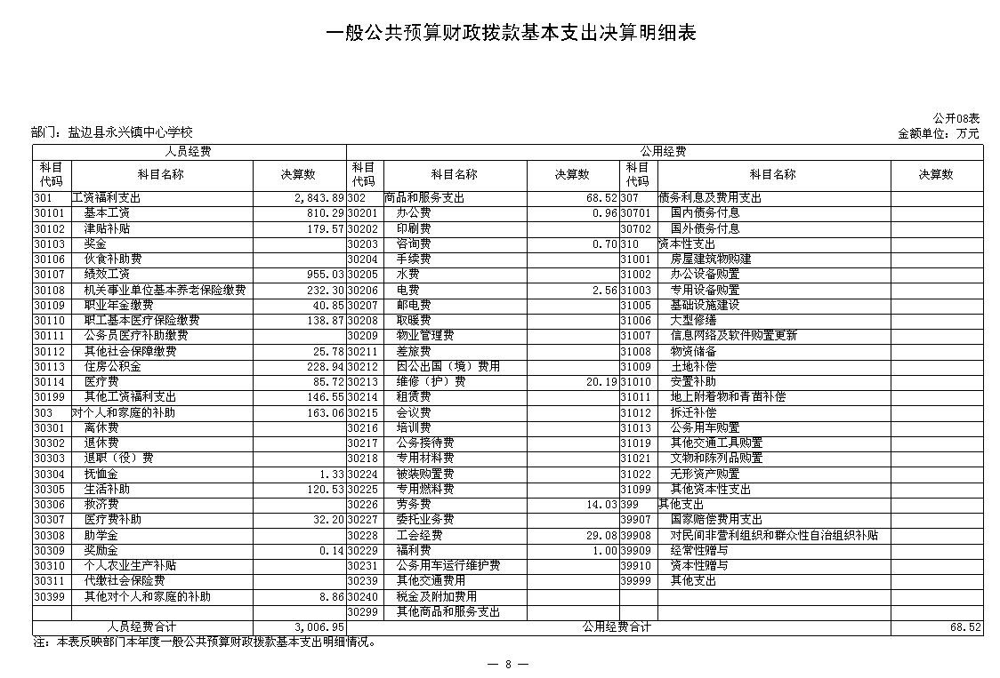 一般公共预算财政拨款基本支出决算明细表
公开08表
部门：盐边县永兴镇中心学校 金额单位：万元
人员经费 公用经费
科目代码 科目名称 决算数 科目代码 科目名称 决算数 科目代码 科目名称 决算数
301 工资福利支出 2,843.89 302 商品和服务支出 68.52 307 债务利息及费用支出
30101 基本工资 810.29 30201 办公费 0.96 30701 国内债务付息
30102 津贴补贴 179.57 30202 印刷费 30702 国外债务付息
30103 奖金 30203 咨询费 0.70 310 资本性支出
30106 伙食补助费 30204 手续费 31001 房屋建筑物购建
30107 绩效工资 955.03 30205 水费 31002 办公设备购置
30108 机关事业单位基本养老保险缴费 232.30 30206 电费 2.56 31003 专用设备购置
30109 职业年金缴费 40.85 30207 邮电费 31005 基础设施建设
30110 职工基本医疗保险缴费 138.87 30208 取暖费 31006 大型修缮
30111 公务员医疗补助缴费 30209 物业管理费 31007 信息网络及软件购置更新
30112 其他社会保障缴费 25.78 30211 差旅费 31008 物资储备
30113 住房公积金 228.94 30212 因公出国（境）费用 31009 土地补偿
30114 医疗费 85.72 30213 维修（护）费 20.19 31010 安置补助
30199 其他工资福利支出 146.55 30214 租赁费 31011 地上附着物和青苗补偿
303 对个人和家庭的补助 163.06 30215 会议费 31012 拆迁补偿
30301 离休费 30216 培训费 31013 公务用车购置
30302 退休费 30217 公务接待费 31019 其他交通工具购置
30303 退职（役）费 30218 专用材料费 31021 文物和陈列品购置
30304 抚恤金 1.33 30224 被装购置费 31022 无形资产购置
30305 生活补助 120.53 30225 专用燃料费 31099 其他资本性支出
30306 救济费 30226 劳务费 14.03 399 其他支出
30307 医疗费补助 32.20 30227 委托业务费 39907 国家赔偿费用支出
30308 助学金 30228 工会经费 29.08 39908 对民间非营利组织和群众性自治组织补贴
30309 奖励金 0.14 30229 福利费 1.00 39909 经常性赠与
30310 个人农业生产补贴 30231 公务用车运行维护费 39910 资本性赠与
30311 代缴社会保险费 30239 其他交通费用 39999 其他支出
30399 其他对个人和家庭的补助 8.86 30240 税金及附加费用
30299 其他商品和服务支出
人员经费合计 3,006.95 公用经费合计 68.52
注：本表反映部门本年度一般公共预算财政拨款基本支出明细情况。
— 8 —